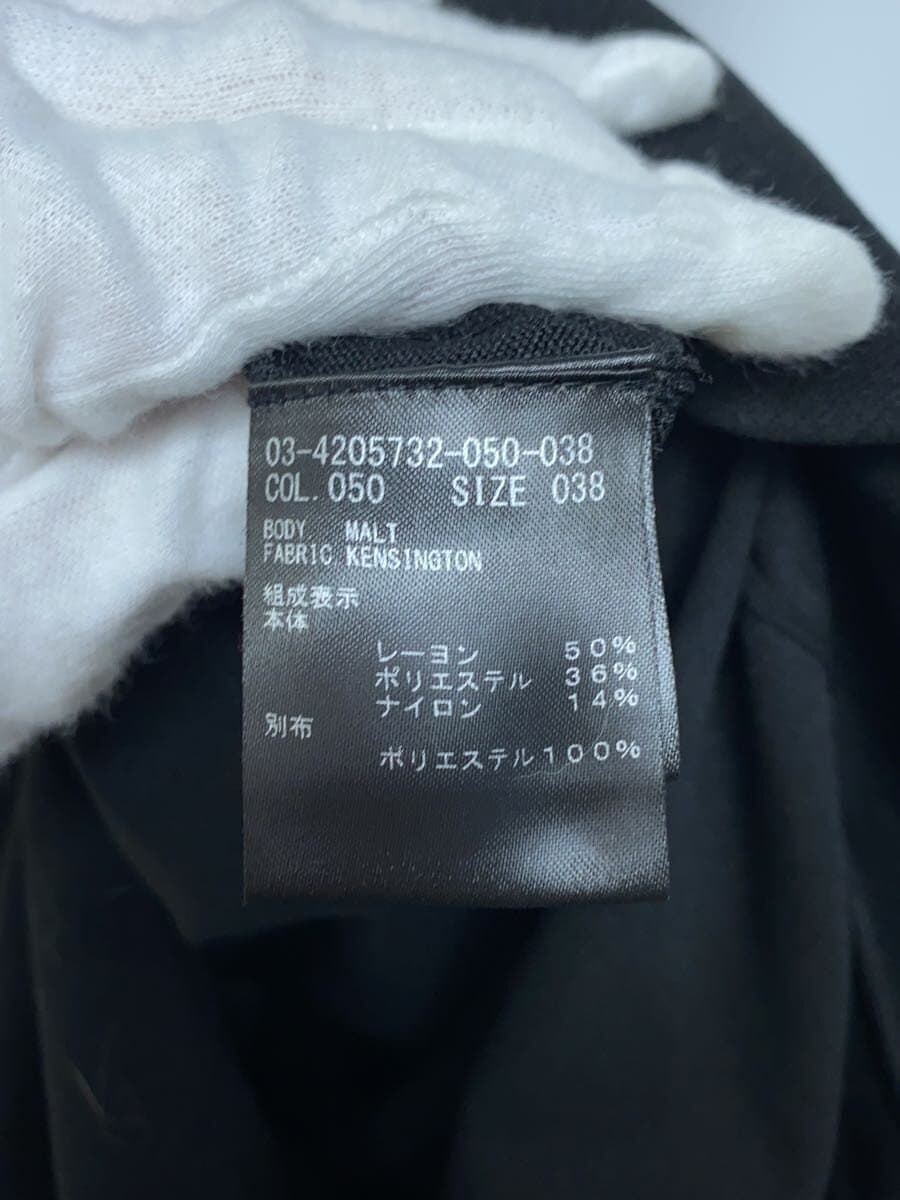 03-4205732-050-038
COL.050 SIZE 038
BODY MALI
FABRIC KENSINGTON
組成表示
本体
レーヨン 50%
ポリエステル 36%
ナイロン 14%
別布
ポリエステル100%